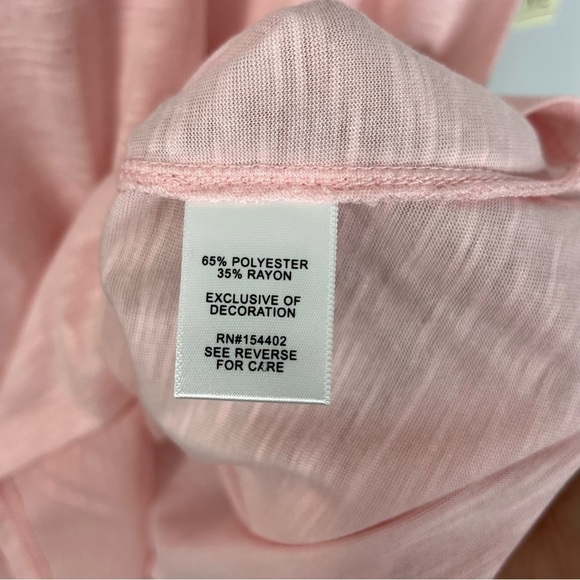 65% POLYESTER
35% RAYON
EXCLUSIVE OF
DECORATION
RN#154402
SEE REVERSE
FOR CARE